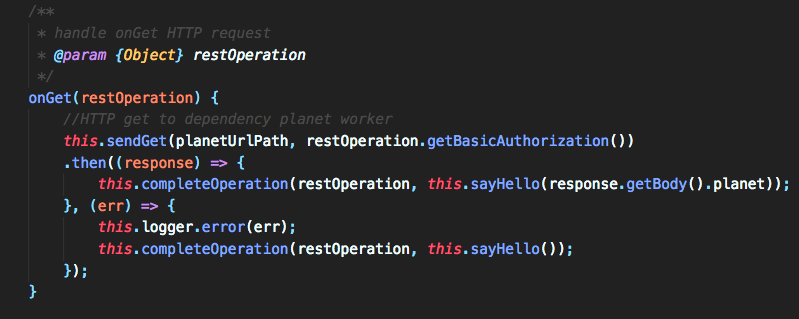 /**
 * handle onGet HTTP request
 * @param {Object} restOperation
 */
onGet(restOperation) {
    //HTTP get to dependency planet worker
    this.sendGet(planetUrlPath, restOperation.getBasicAuthorization())
    .then((response) => {
        this.completeOperation(restOperation, this.sayHello(response.getBody().planet));
    }, (err) => {
        this.logger.error(err);
        this.completeOperation(restOperation, this.sayHello());
    });
}